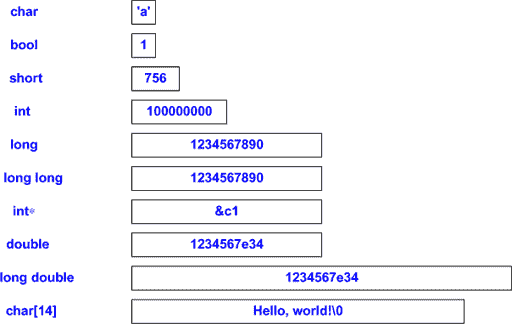 char 'a'
bool 1
short 756
int 100000000
long 1234567890
long long 1234567890
int* &c1
double 1234567e34
long double 1234567e34
char[14] Hello, world!\0